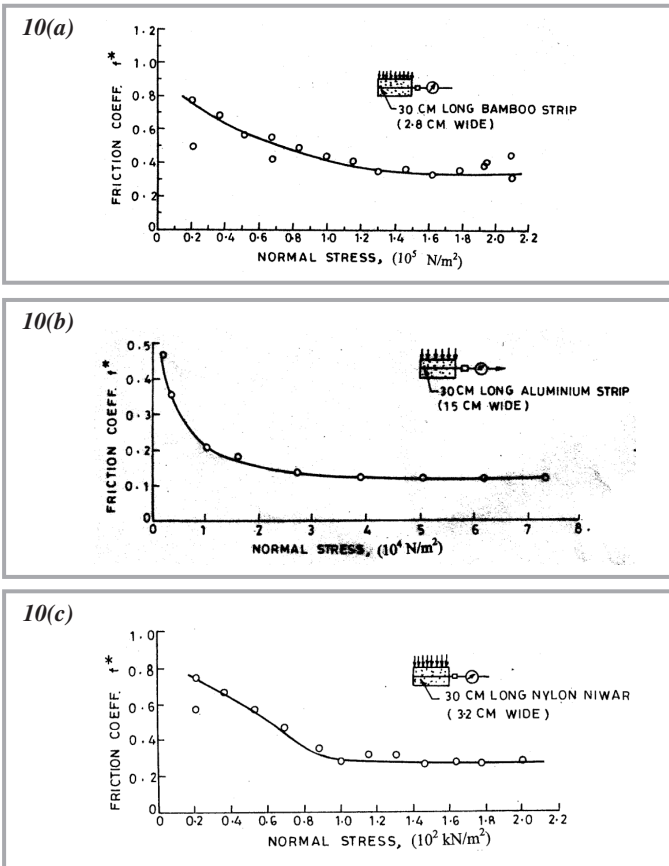 10(a)
1.2
1.0
0.8
0.6
0.4
0.2
0
FRICTION COEFF. f*
30 CM LONG BAMBOO STRIP
(2.8 CM WIDE)
0.2 0.4 0.6 0.8 1.0 1.2 1.4 1.6 1.8 2.0 2.2
NORMAL STRESS, (10⁵ N/m²)
10(b)
0.5
0.4
0.3
0.2
0.1
0
FRICTION COEFF. f*
30 CM LONG ALUMINIUM STRIP
(15 CM WIDE)
0 1 2 3 4 5 6 7 8.
NORMAL STRESS, (10⁴ N/m²)
10(c)
1.0
0.8
0.6
0.4
0.2
0
FRICTION COEFF. f*
30 CM LONG NYLON NIWAR
(3.2 CM WIDE)
0 0.2 0.4 0.6 0.8 1.0 1.2 1.4 1.6 1.8 2.0
NORMAL STRESS, (10² kN/m²)